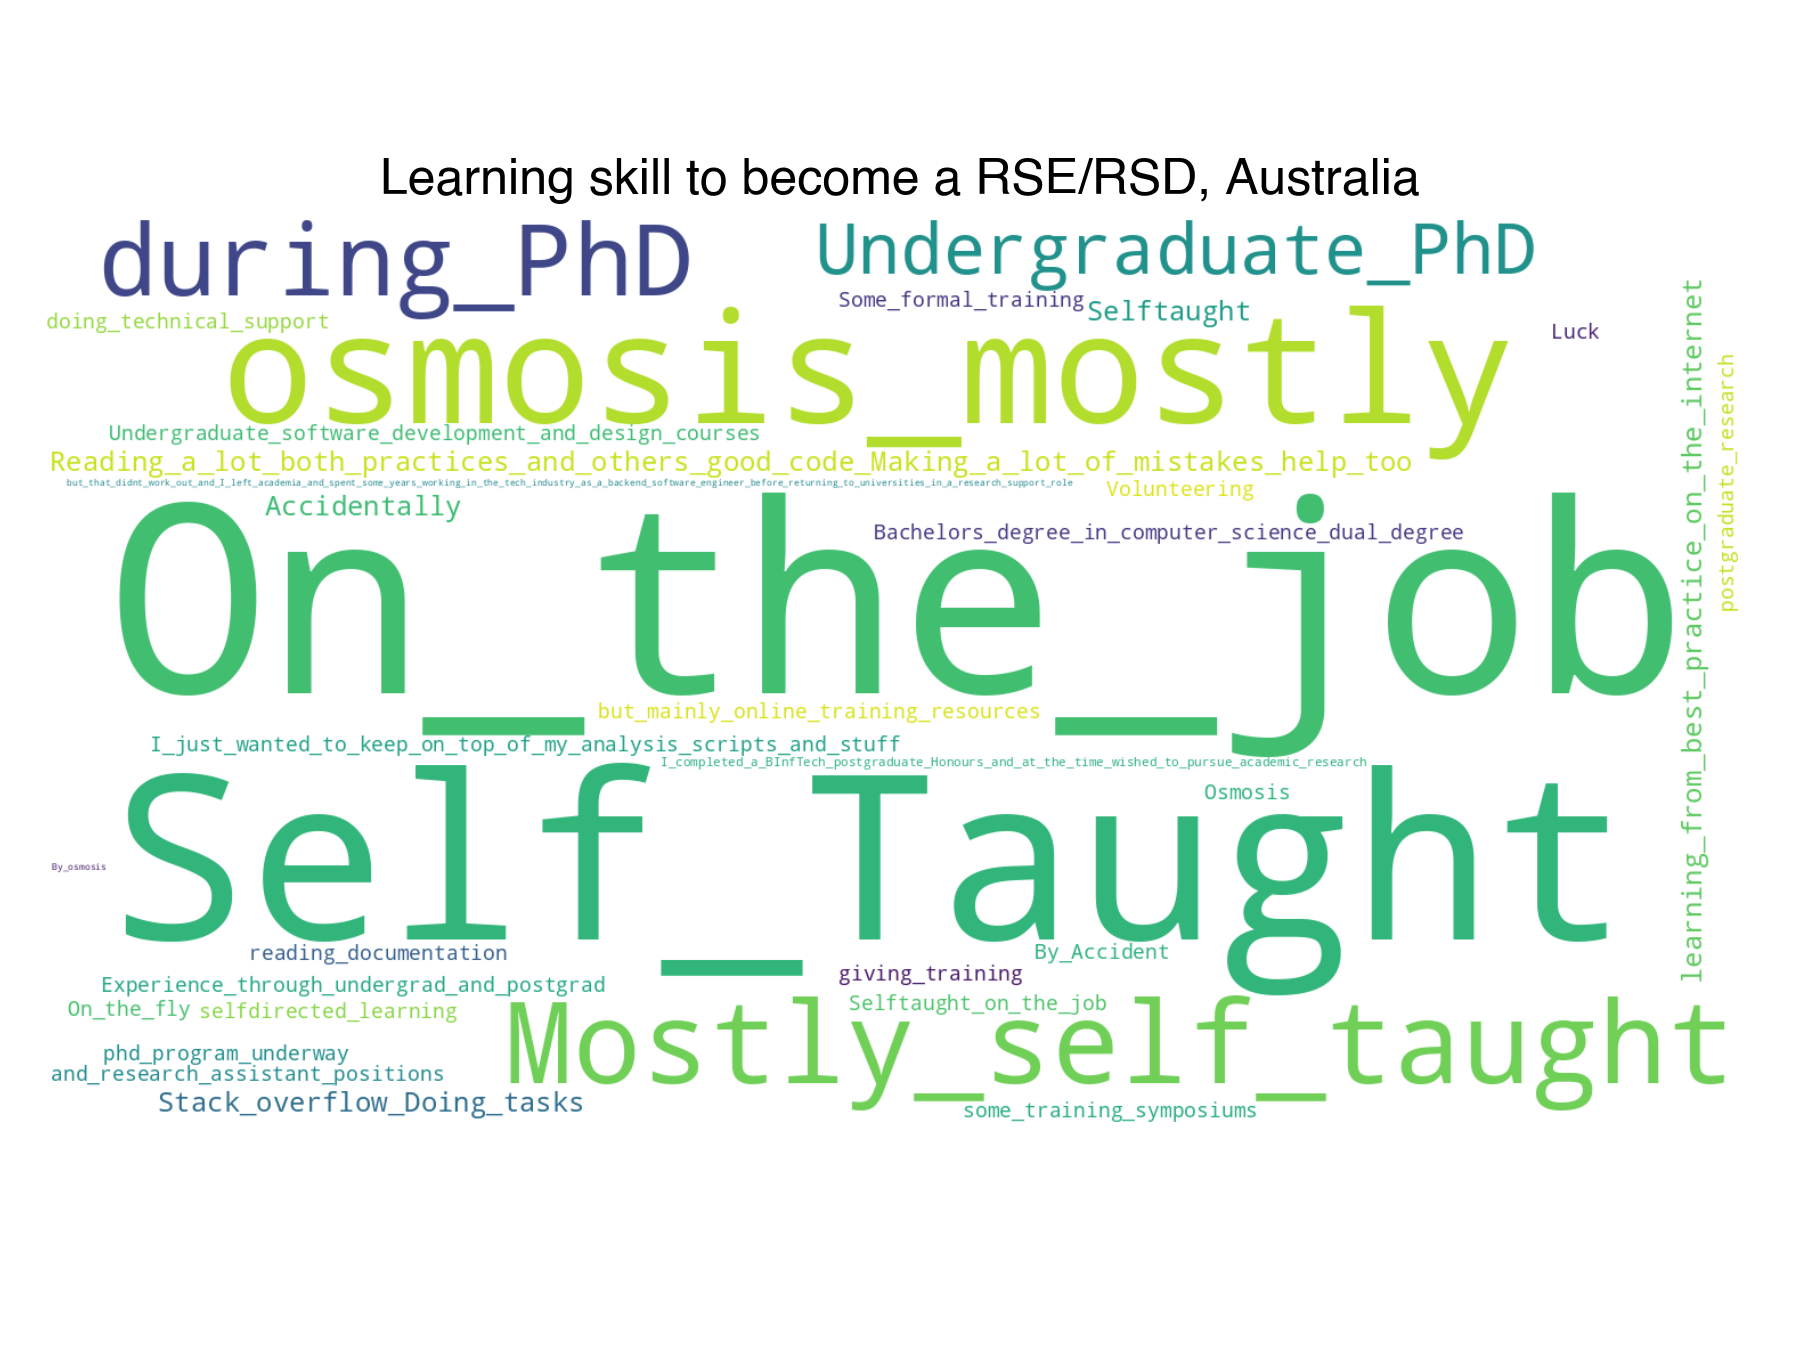 Learning skill to become a RSE/RSD, Australia
during_PhD
Undergraduate_PhD
Some_formal_training
Selftaught
doing_technical_support
Luck
osmosis_mostly
Undergraduate_software_development_and_design_courses
Reading_a_lot_both_practices_and_others_good_code_Making_a_lot_of_mistakes_help_too
but_that_didnt_work_out_and_I_left_academia_and_spent_some_years_working_in_the_tech_industry_as_a_backend_software_engineer_before_returning_to_universities_in_a_research_support_role
Volunteering
Accidentally
Bachelors_degree_in_computer_science_dual_degree
On_the_job
but_mainly_online_training_resources
I_just_wanted_to_keep_on_top_of_my_analysis_scripts_and_stuff
I_completed_a_BInfTech_postgraduate_Honours_and_at_the_time_wished_to_pursue_academic_research
Osmosis
Self_Taught
By_osmosis
reading_documentation
By_Accident
giving_training
Experience_through_undergrad_and_postgrad
On_the_fly
selfdirected_learning
Selftaught_on_the_job
Mostly_self_taught
phd_program_underway
and_research_assistant_positions
Stack_overflow_Doing_tasks
some_training_symposiums
learning_from_best_practice_on_the_internet
postgraduate_research